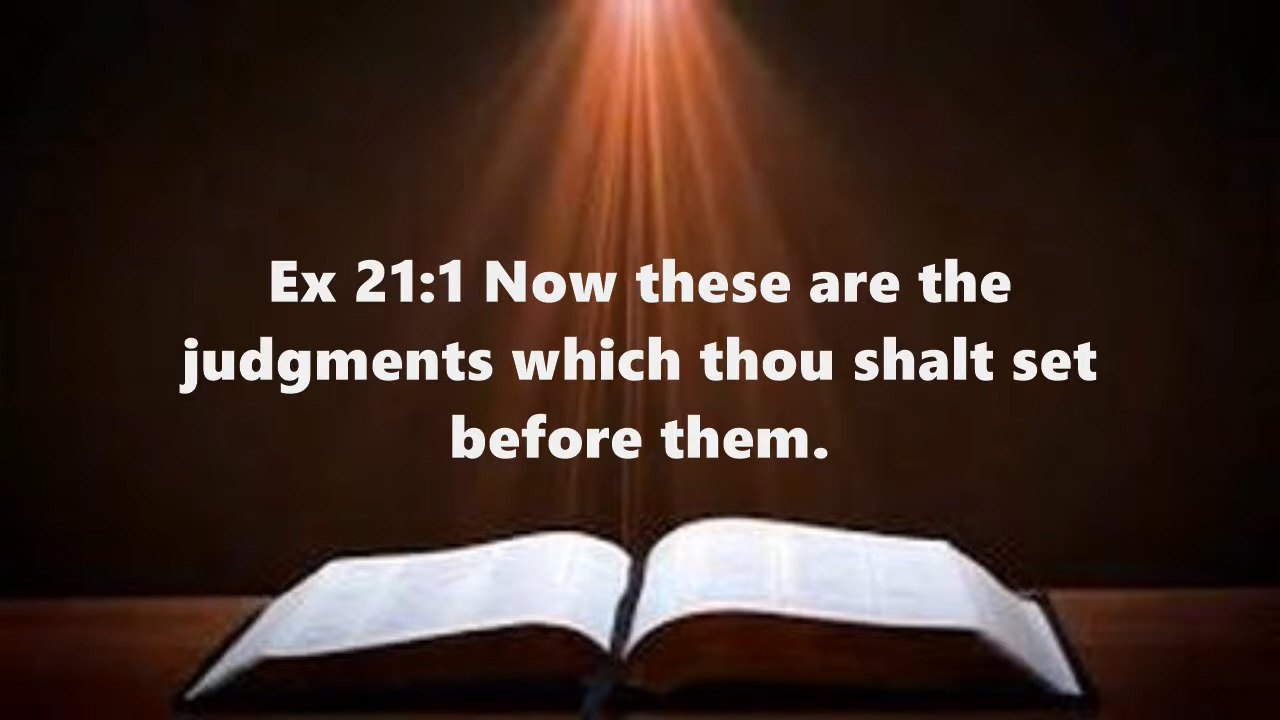 Ex 21:1 Now these are the
judgments which thou shalt set
before them.